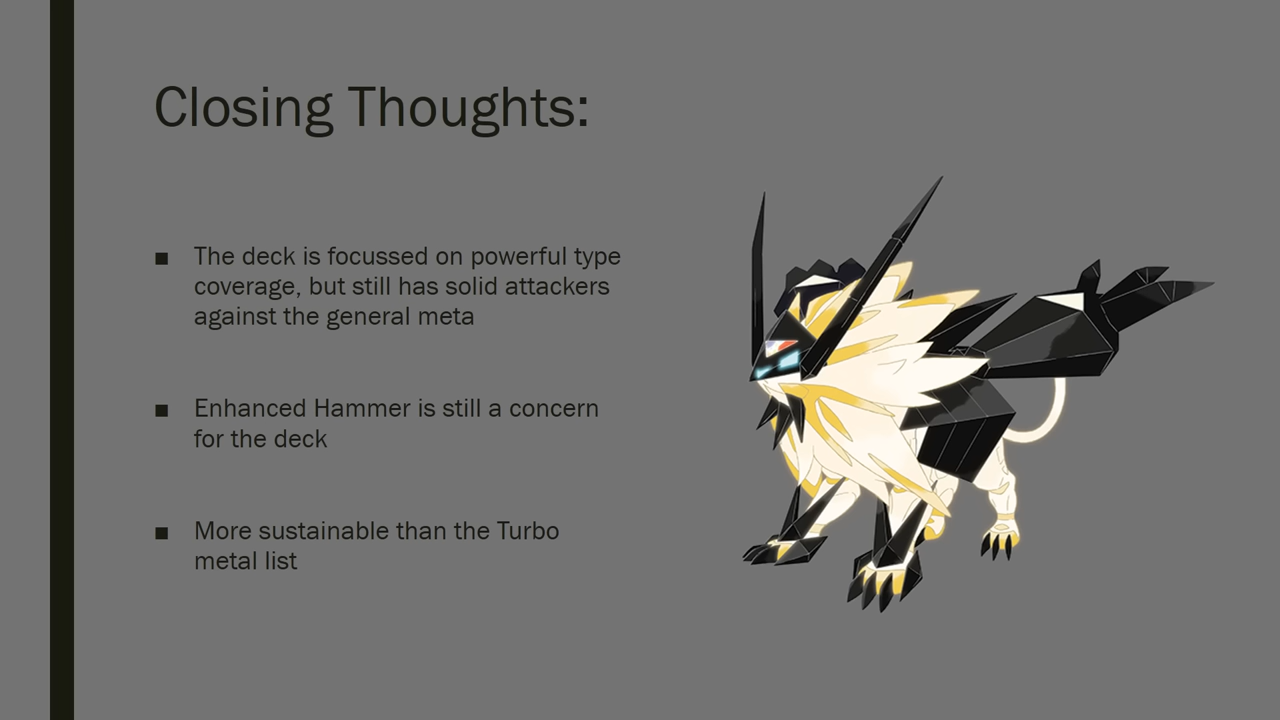 Closing Thoughts:
■ The deck is focussed on powerful type
coverage, but still has solid attackers
against the general meta
■ Enhanced Hammer is still a concern
for the deck
■ More sustainable than the Turbo
metal list